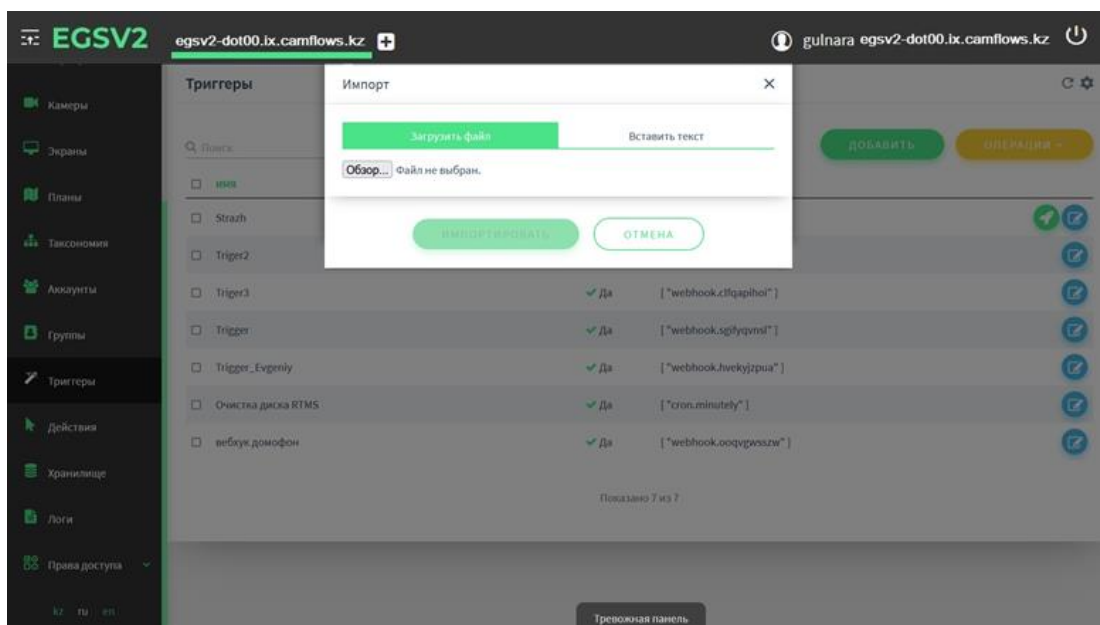 EGSV2
egsv2-dot00.ix.camflows.kz
gulnara egsv2-dot00.ix.camflows.kz
Камеры
Экраны
Планы
Таксономия
Аккаунты
Группы
Триггеры
Действия
Хранилище
Логи
Права доступа
kz ru en
Триггеры
Импорт
Загрузить файл Вставить текст
Обзор... Файл не выбран.
ИМПОРТИРОВАТЬ ОТМЕНА
Поиск
ДОБАВИТЬ ОПЕРАЦИИ
ИМЯ
Strazh
Triger2
Triger3 Да [ "webhook.clfqapihoi" ]
Trigger Да [ "webhook.sgifyqvnsl" ]
Trigger_Evgeniy Да [ "webhook.hvekyjzpua" ]
Очистка диска RTMS Да [ "cron.minutely" ]
вебхук домофон Да [ "webhook.ooqvgwsszw" ]
Показано 7 из 7
Тревожная панель